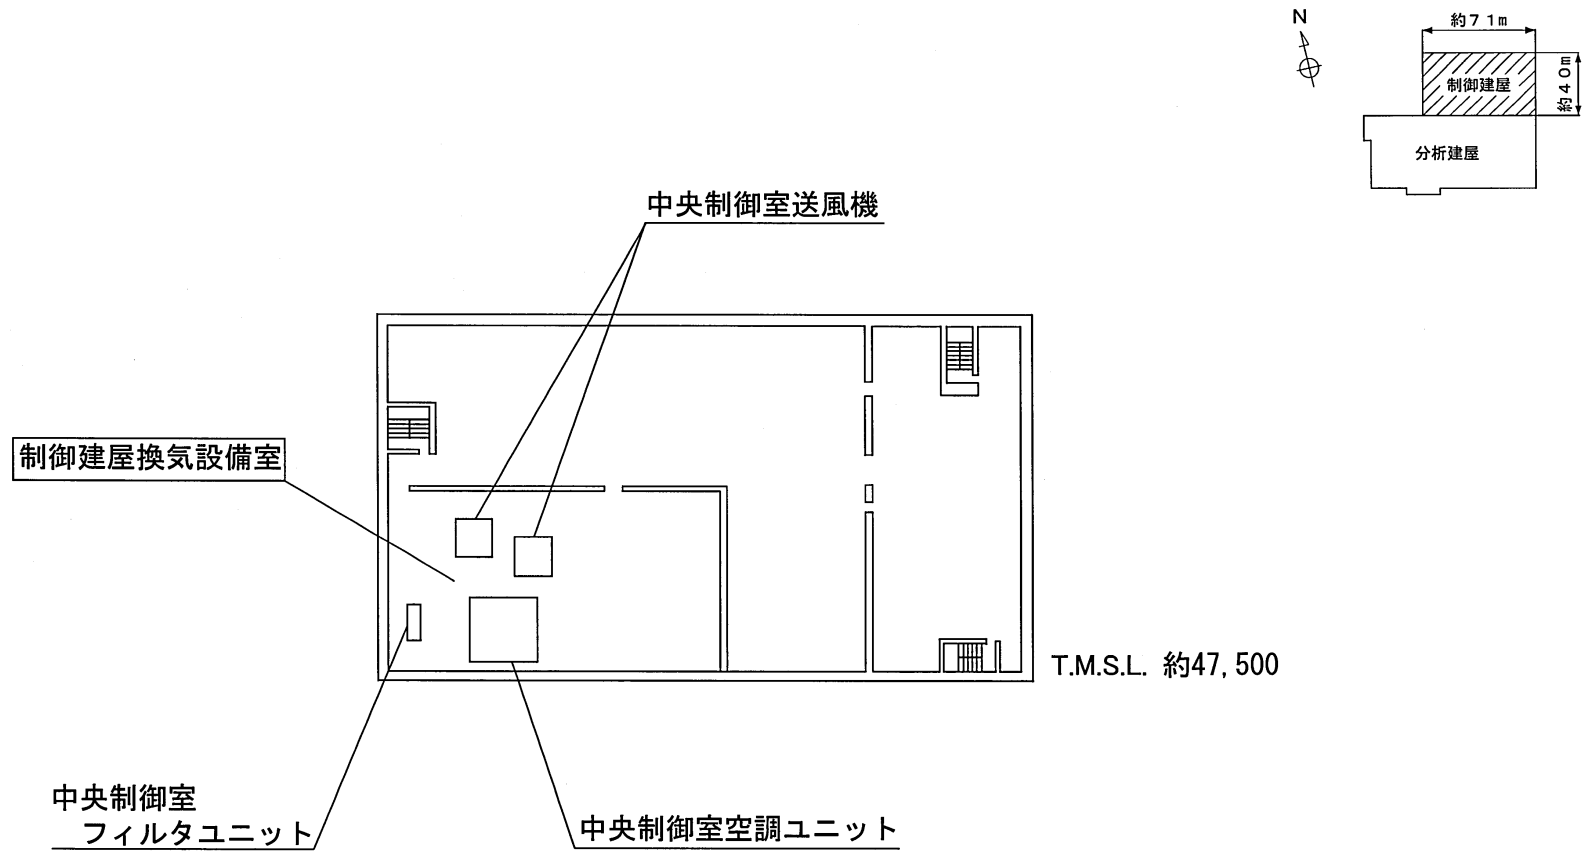 N
約71m
制御建屋
約40m
分析建屋
中央制御室送風機
制御建屋換気設備室
T.M.S.L. 約47,500
中央制御室
フィルタユニット
中央制御室空調ユニット